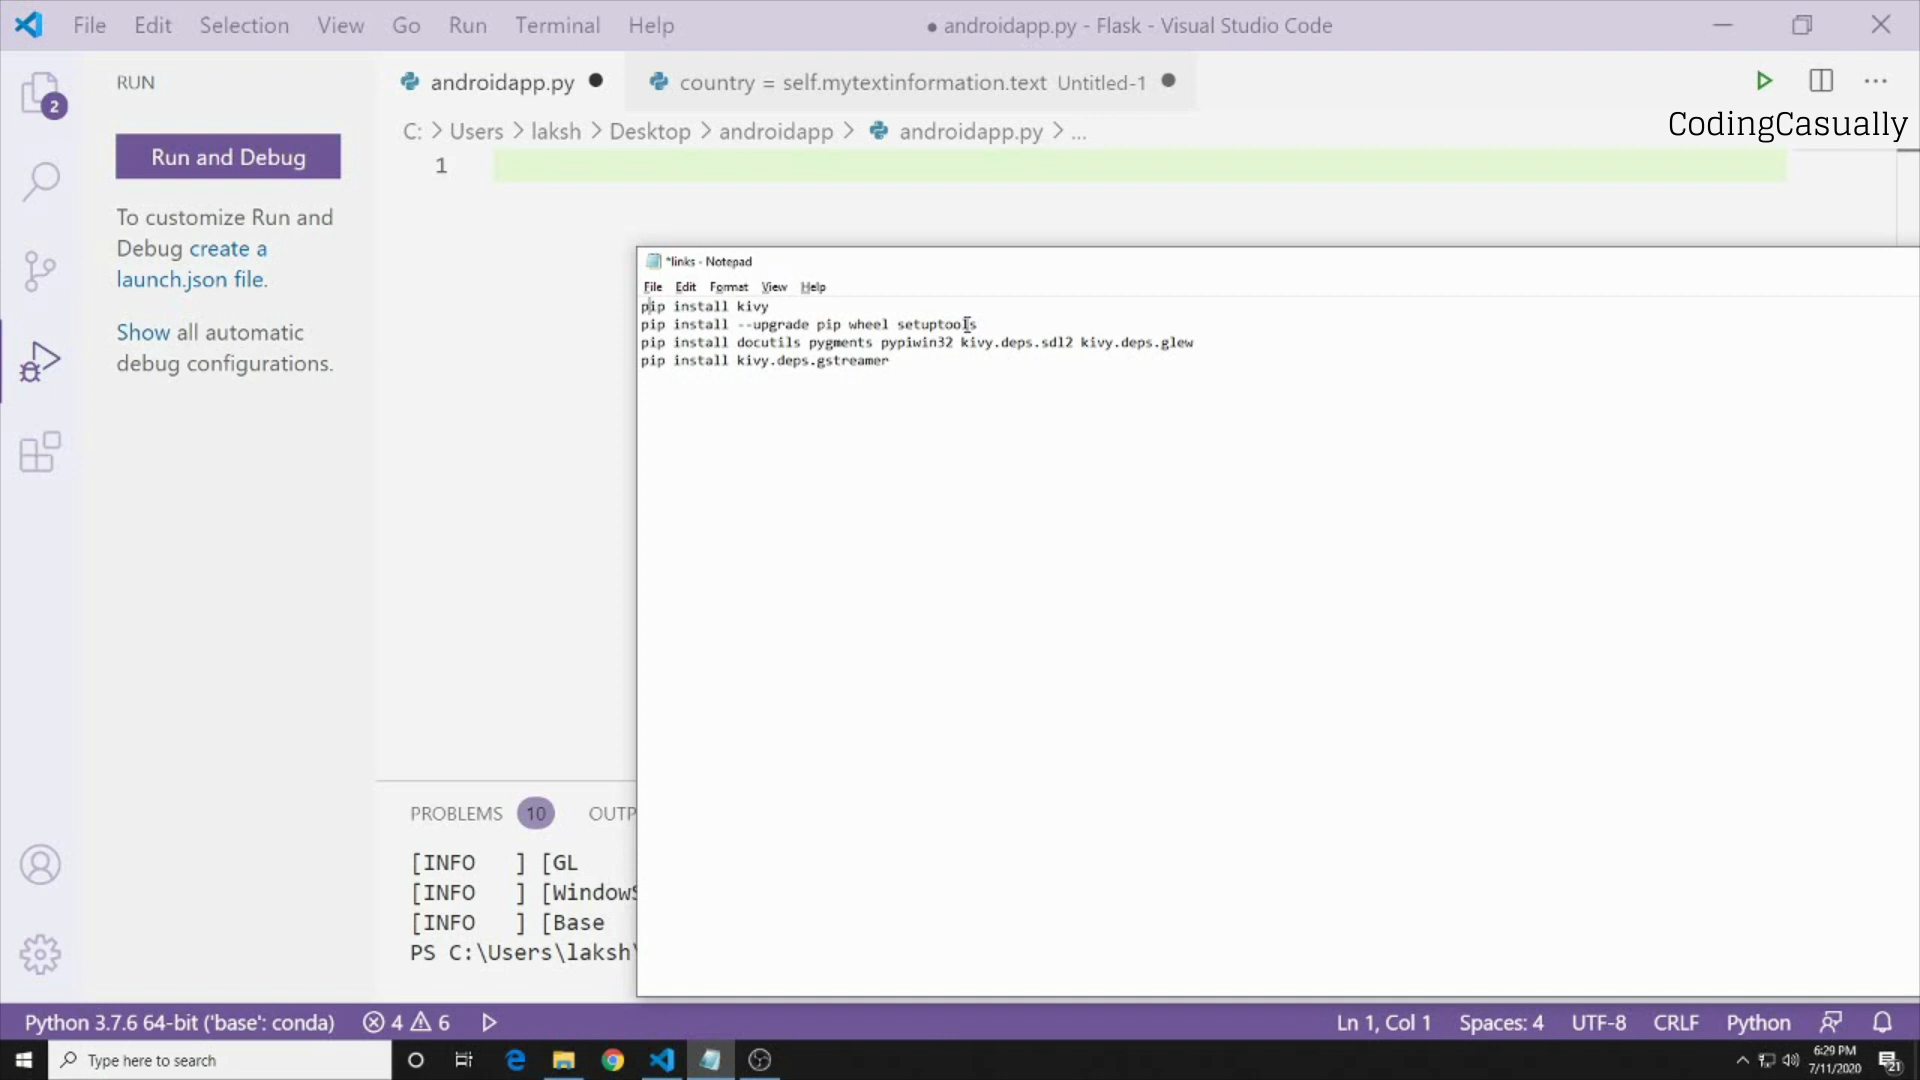 File Edit Selection View Go Run Terminal Help
● androidapp.py - Flask - Visual Studio Code
RUN
androidapp.py
country = self.mytextinformation.text Untitled-1
CodingCasually
C: > Users > laksh > Desktop > androidapp > androidapp.py > ...
2
Run and Debug
1
To customize Run and
Debug create a
launch.json file.
Show all automatic
debug configurations.
*links - Notepad
File Edit Format View Help
pip install kivy
pip install --upgrade pip wheel setuptools
pip install docutils pygments pypiwin32 kivy.deps.sdl2 kivy.deps.glew
pip install kivy.deps.gstreamer
PROBLEMS 10 OUTP
[INFO ] [GL
[INFO ] [Windows
[INFO ] [Base
PS C:\Users\laksh\
Python 3.7.6 64-bit ('base': conda) 4 6
Ln 1, Col 1 Spaces: 4 UTF-8 CRLF Python
Type here to search
6:29 PM
7/11/2020
21